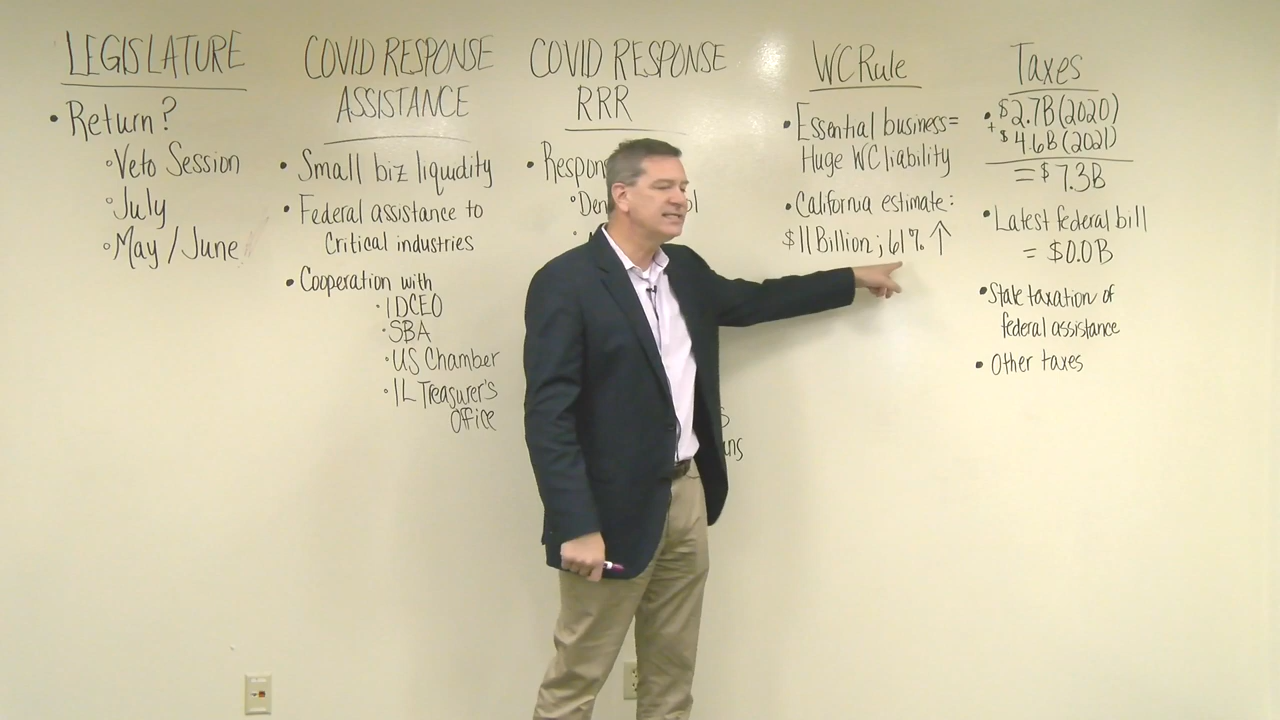 LEGISLATURE
• Return?
◦ Veto Session
◦ July
◦ May/June
COVID RESPONSE
ASSISTANCE
• Small biz liquidity
• Federal assistance to
Critical industries
• Cooperation with
• IDCEO
• SBA
• US Chamber
• IL Treasurer's
Office
COVID RESPONSE
RRR
WC Rule
• Essential business=
Huge WC liability
• California estimate:
$11 Billion; 61% ↑
Taxes
• $2.7B (2020)
+ $4.6B (2021)
= $7.3B
• Latest federal bill
= $0.0B
• State taxation of
federal assistance
• Other taxes